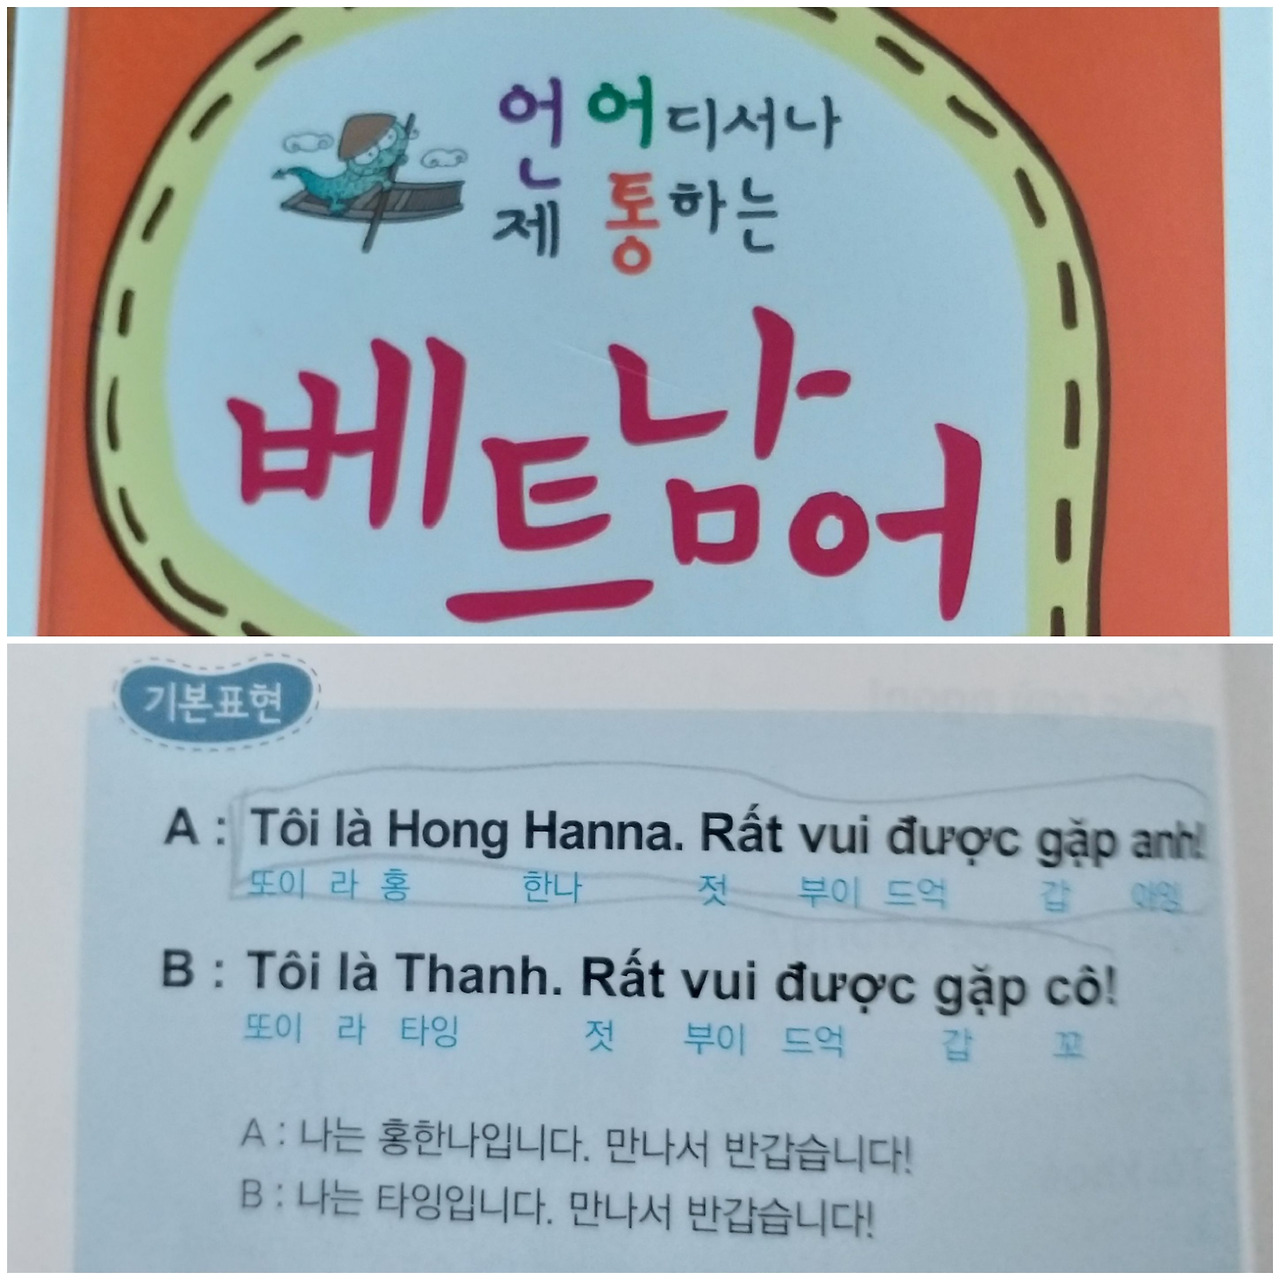 언어디서나
제 통하는
베트남어
기본표현
A : Tôi là Hong Hanna. Rất vui được gặp anh!
또이 라 홍 한나 젓 부이 드억 갑 아잉
B : Tôi là Thanh. Rất vui được gặp cô!
또이 라 타잉 젓 부이 드억 갑 꼬
A : 나는 홍한나입니다. 만나서 반갑습니다!
B : 나는 타잉입니다. 만나서 반갑습니다!